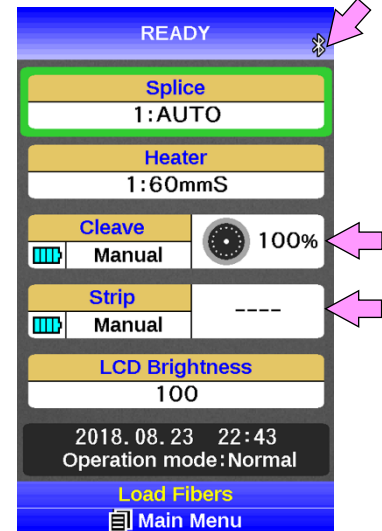 READY
Splice
1:AUTO
Heater
1:60mmS
Cleave
Manual
100%
Strip
Manual
----
LCD Brightness
100
2018.08.23 22:43
Operation mode:Normal
Load Fibers
Main Menu